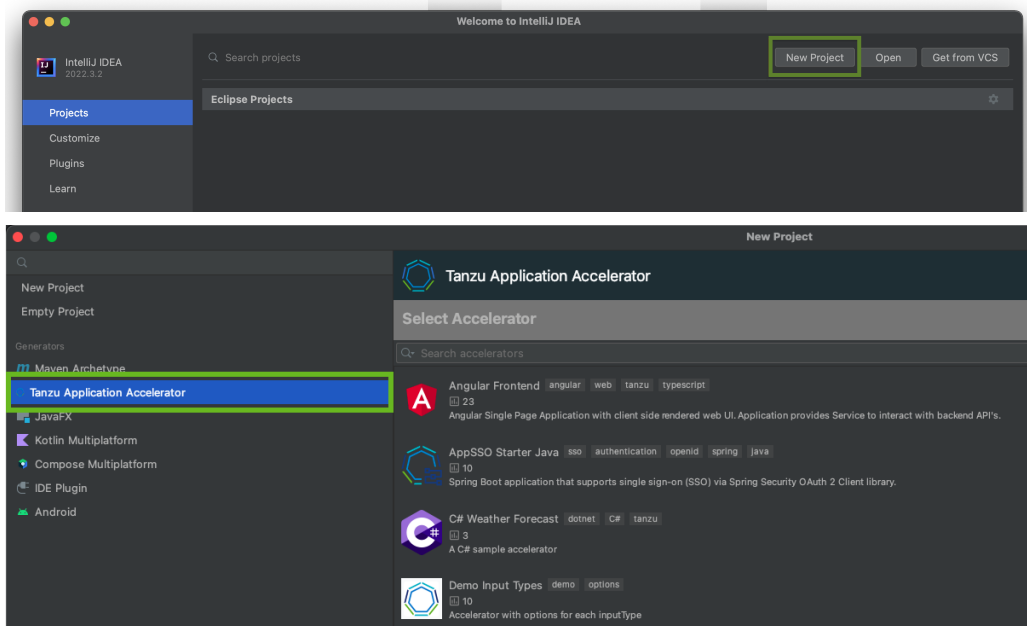 Welcome to IntelliJ IDEA
IntelliJ IDEA
2022.3.2
Search projects
New Project
Open
Get from VCS
Eclipse Projects
Projects
Customize
Plugins
Learn
New Project
New Project
Empty Project
Generators
Maven Archetype
Tanzu Application Accelerator
JavaFX
Kotlin Multiplatform
Compose Multiplatform
IDE Plugin
Android
Tanzu Application Accelerator
Select Accelerator
Search accelerators
Angular Frontend angular web tanzu typescript
23
Angular Single Page Application with client side rendered web UI. Application provides Service to interact with backend API's.
AppSSO Starter Java sso authentication openid spring java
10
Spring Boot application that supports single sign-on (SSO) via Spring Security OAuth 2 Client library.
C# Weather Forecast dotnet C# tanzu
3
A C# sample accelerator
Demo Input Types demo options
10
Accelerator with options for each inputType